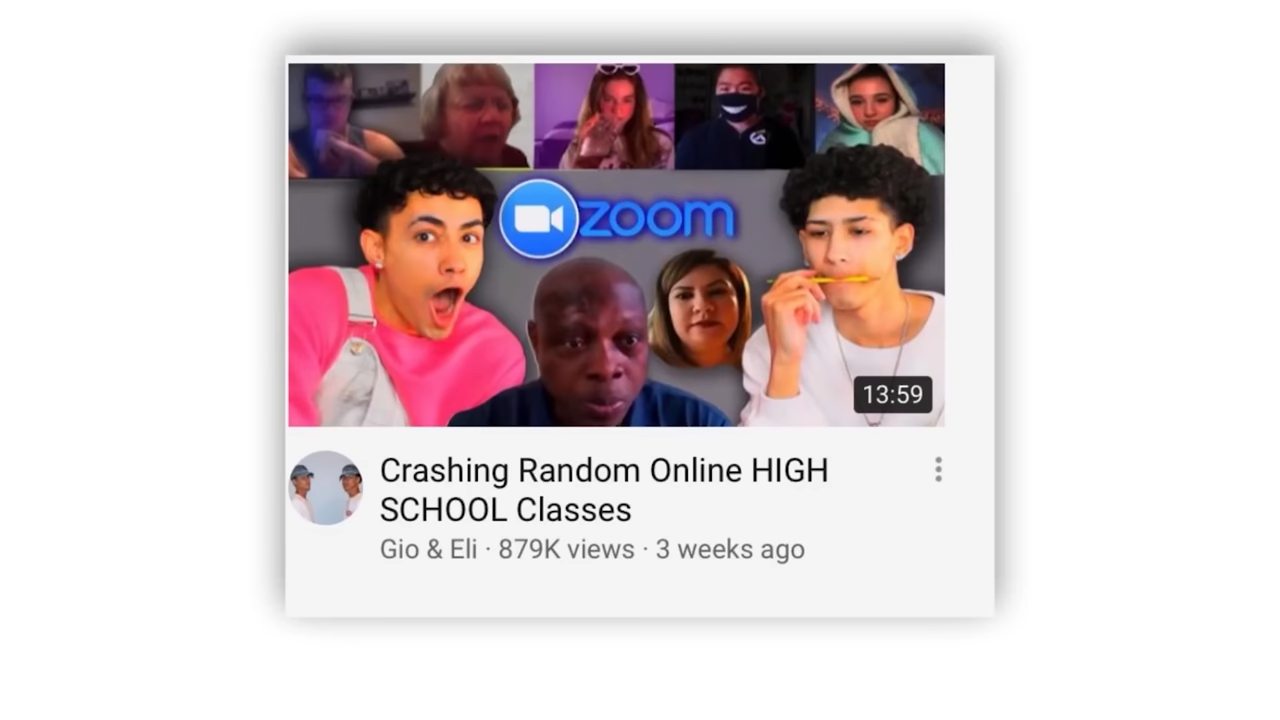 zoom
13:59
Crashing Random Online HIGH
SCHOOL Classes
Gio & Eli · 879K views · 3 weeks ago